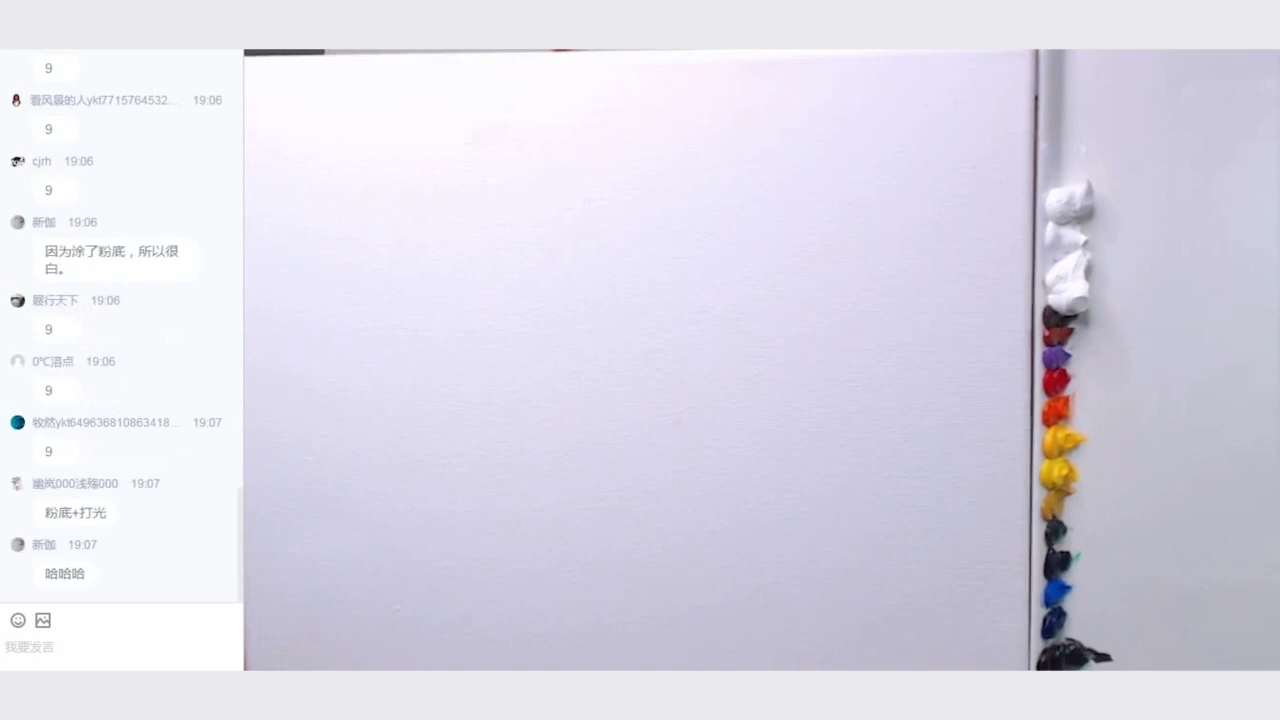 9
看风景的人ykt7715764532... 19:06
9
cjrh 19:06
9
新伽 19:06
因为涂了粉底，所以很
白。
展行天下 19:06
9
0℃溶点 19:06
9
牧然ykt649636810863418... 19:07
9
幽岚000浅殇000 19:07
粉底+打光
新伽 19:07
哈哈哈
我要发言